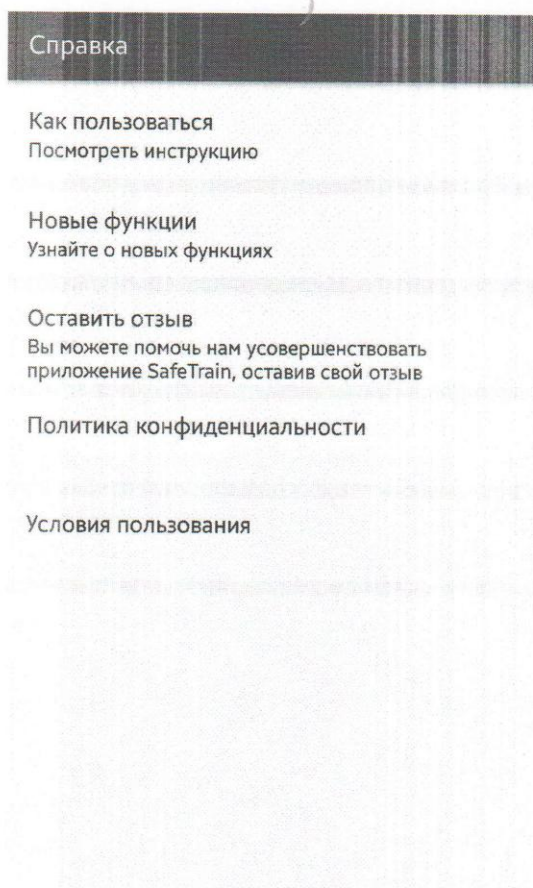 Справка
Как пользоваться
Посмотреть инструкцию
Новые функции
Узнайте о новых функциях
Оставить отзыв
Вы можете помочь нам усовершенствовать
приложение SafeTrain, оставив свой отзыв
Политика конфиденциальности
Условия пользования